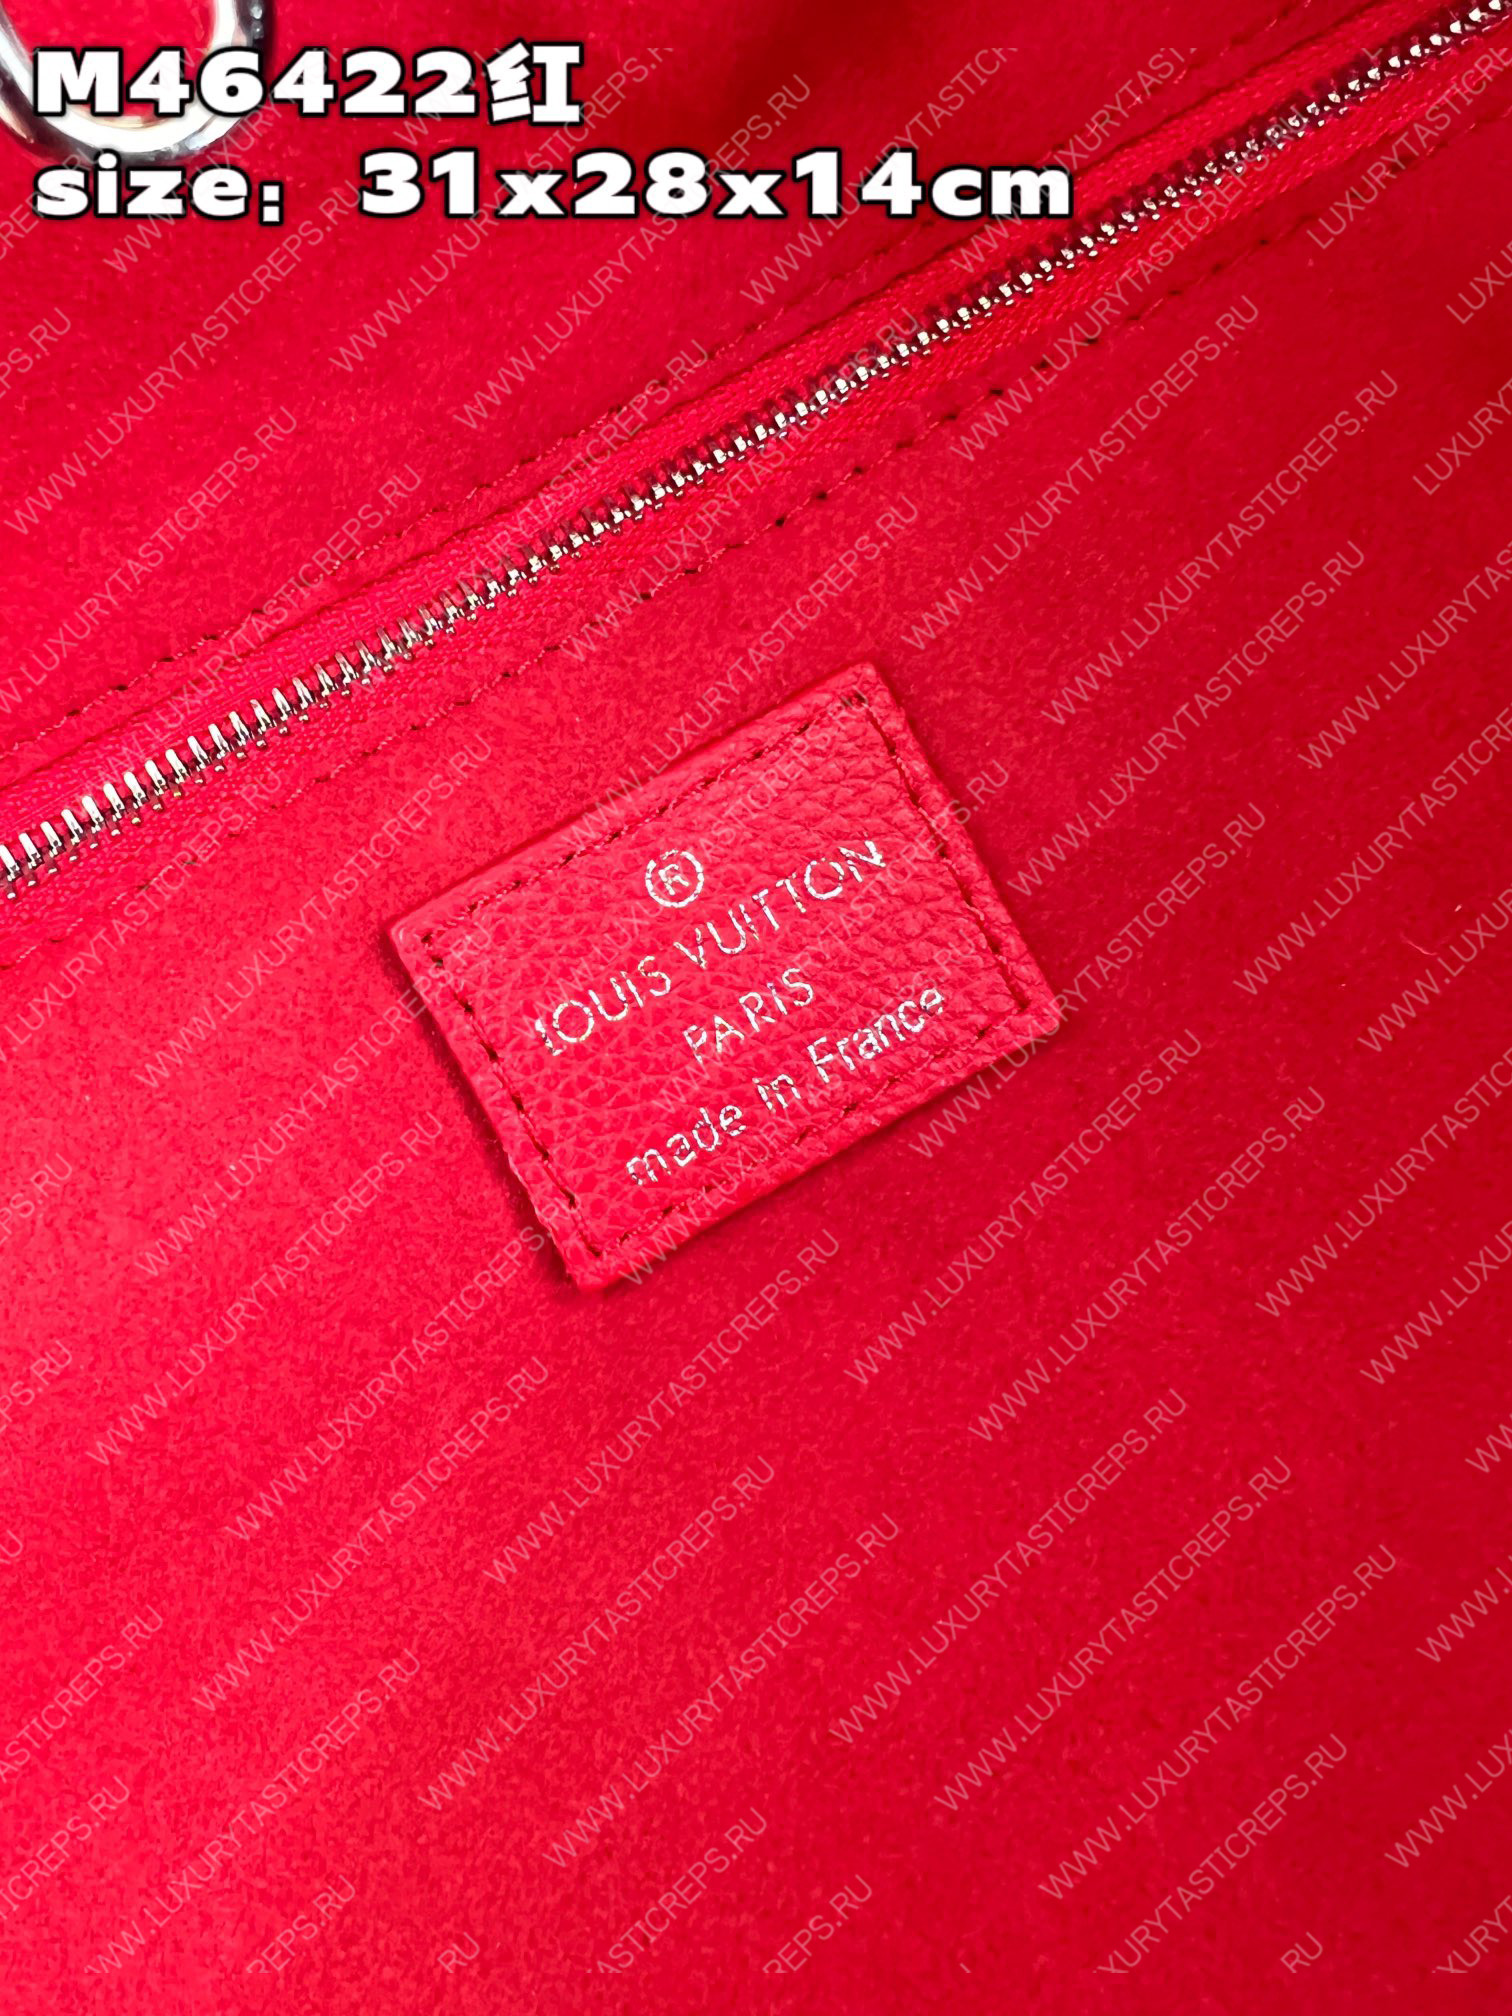 M46422红
size：31x28x14cm
®
LOUIS VUITTON
PARIS
made in France
WWW.LUXURYTASTICREPS.RU